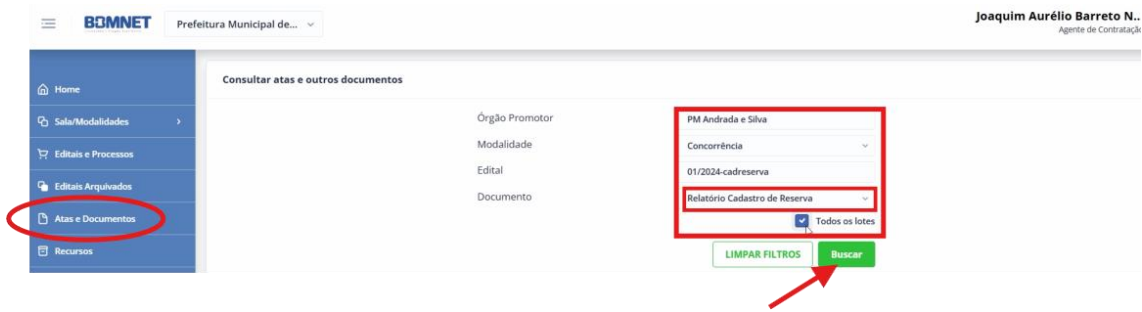 BBMNET
Prefeitura Municipal de...
Joaquim Aurélio Barreto N...
Agente de Contratação
Home
Sala/Modalidades
Editais e Processos
Editais Arquivados
Atas e Documentos
Recursos
Consultar atas e outros documentos
Órgão Promotor
PM Andrada e Silva
Modalidade
Concorrência
Edital
01/2024-cadreserva
Documento
Relatório Cadastro de Reserva
Todos os lotes
LIMPAR FILTROS
Buscar